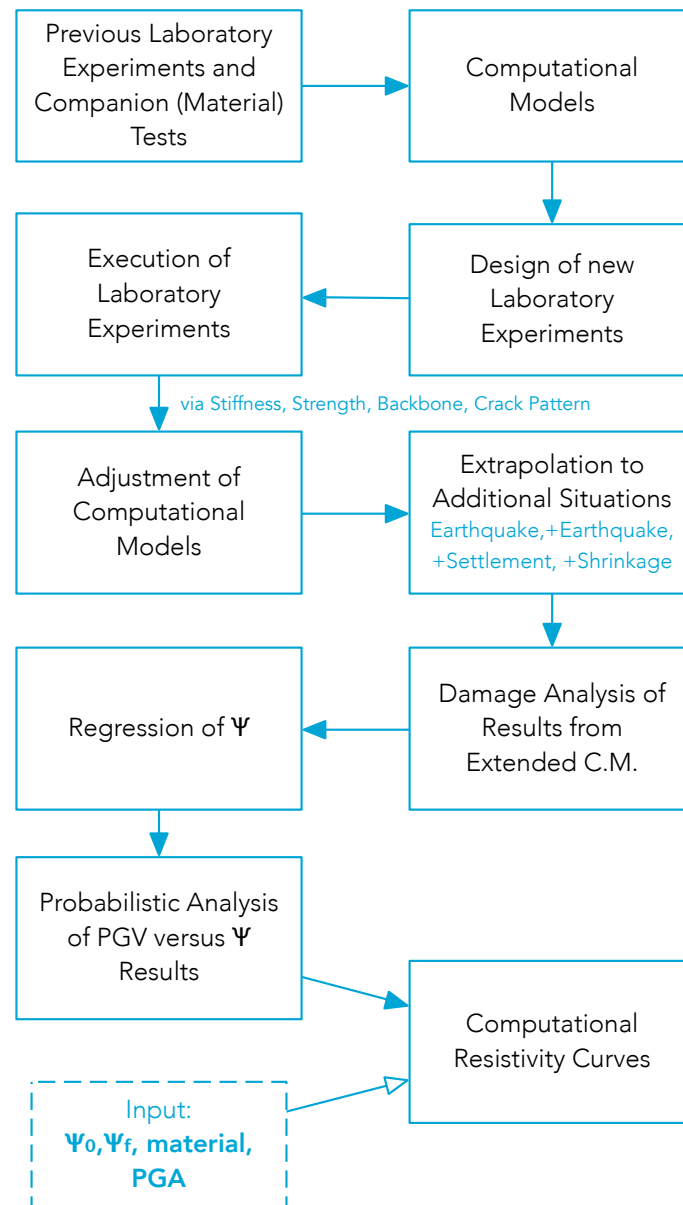 Previous Laboratory
Experiments and
Companion (Material)
Tests
Computational
Models
Execution of
Laboratory
Experiments
Design of new
Laboratory
Experiments
via Stiffness, Strength, Backbone, Crack Pattern
Adjustment of
Computational
Models
Extrapolation to
Additional Situations
Earthquake,+Earthquake,
+Settlement, +Shrinkage
Regression of Ψ
Damage Analysis of
Results from
Extended C.M.
Probabilistic Analysis
of PGV versus Ψ
Results
Computational
Resistivity Curves
Input:
Ψ0,Ψf, material,
PGA